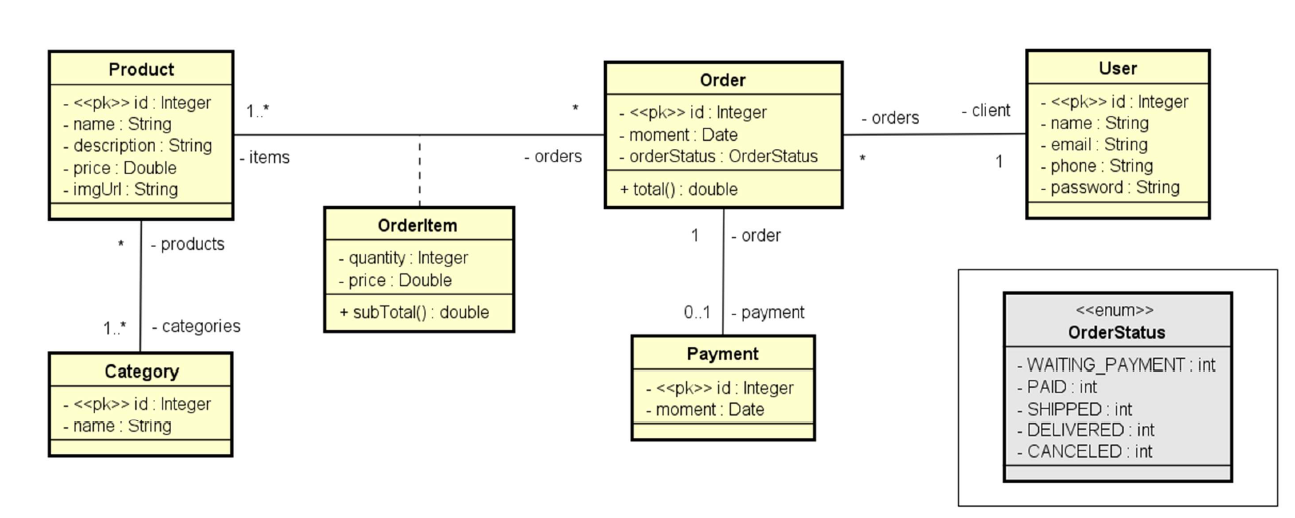 Product
- <<pk>> id : Integer
- name : String
- description : String
- price : Double
- imgUrl : String
1..*
*
- items
- orders
Order
- <<pk>> id : Integer
- moment : Date
- orderStatus : OrderStatus
+ total() : double
- orders
- client
*
1
User
- <<pk>> id : Integer
- name : String
- email : String
- phone : String
- password : String
OrderItem
- quantity : Integer
- price : Double
+ subTotal() : double
* - products
1..* - categories
Category
- <<pk>> id : Integer
- name : String
1 - order
0..1 - payment
Payment
- <<pk>> id : Integer
- moment : Date
<<enum>>
OrderStatus
- WAITING_PAYMENT : int
- PAID : int
- SHIPPED : int
- DELIVERED : int
- CANCELED : int